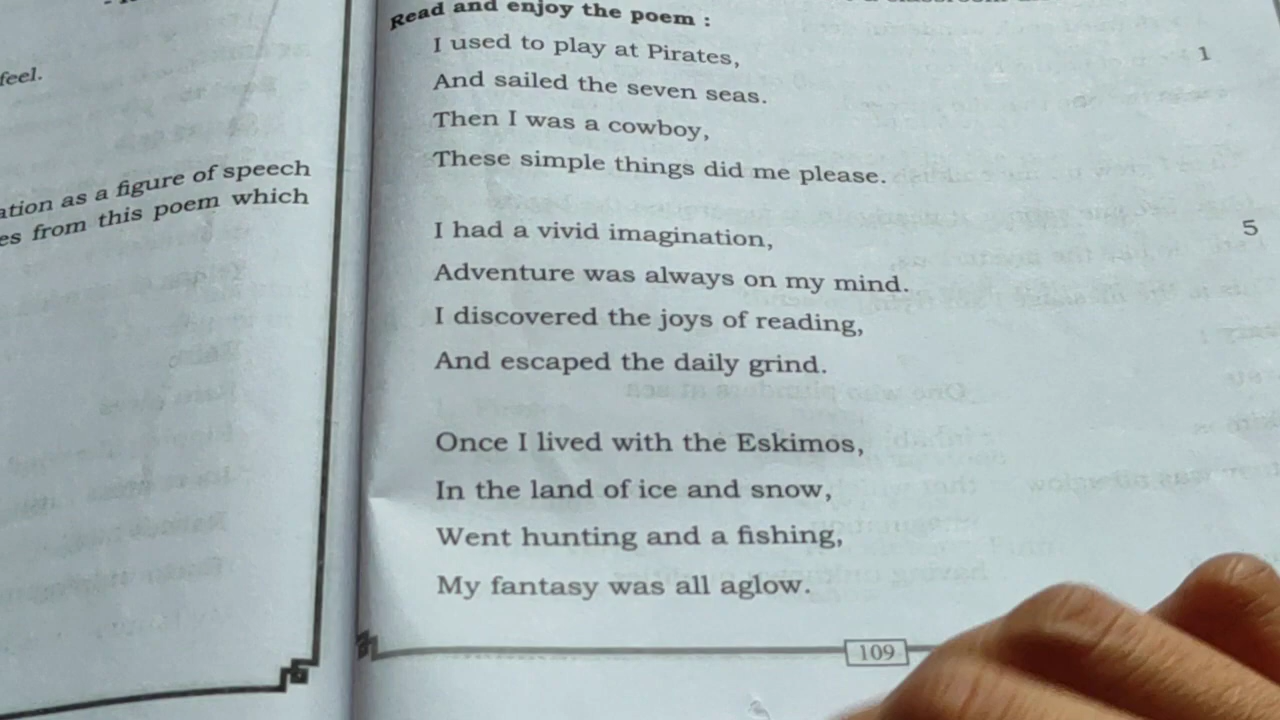 feel.
ation as a figure of speech
es from this poem which
Read and enjoy the poem :
I used to play at Pirates,
1
And sailed the seven seas.
Then I was a cowboy,
These simple things did me please.
I had a vivid imagination,
5
Adventure was always on my mind.
I discovered the joys of reading,
And escaped the daily grind.
Once I lived with the Eskimos,
In the land of ice and snow,
Went hunting and a fishing,
My fantasy was all aglow.
109